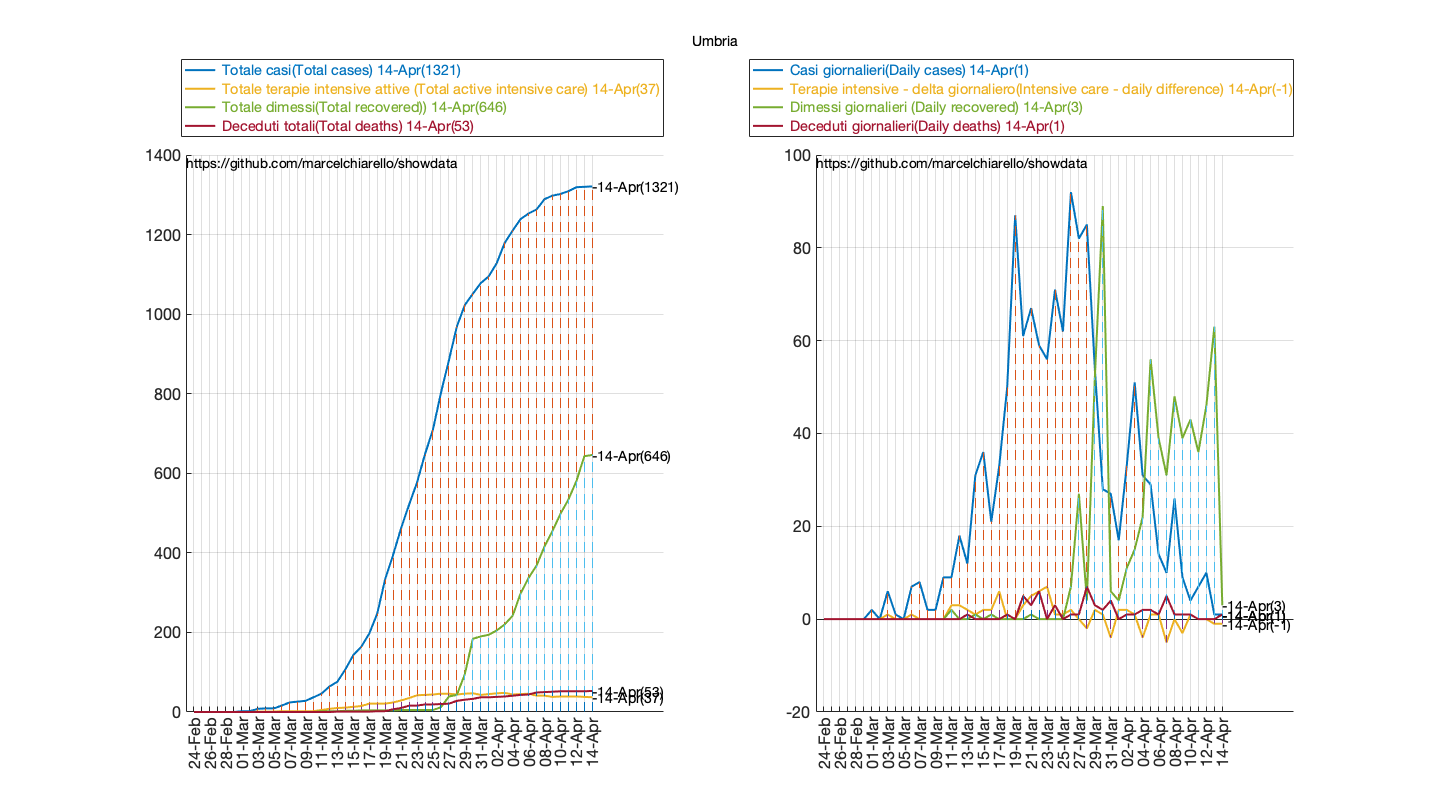 Umbria
Totale casi(Total cases) 14-Apr(1321)
Totale terapie intensive attive (Total active intensive care) 14-Apr(37)
Totale dimessi(Total recovered)) 14-Apr(646)
Deceduti totali(Total deaths) 14-Apr(53)
1400
1200
1000
800
600
400
200
0
https://github.com/marcelchiarello/showdata
-14-Apr(1321)
-14-Apr(646)
-14-Apr(53)
-14-Apr(37)
24-Feb
26-Feb
28-Feb
01-Mar
03-Mar
05-Mar
07-Mar
09-Mar
11-Mar
13-Mar
15-Mar
17-Mar
19-Mar
21-Mar
23-Mar
25-Mar
27-Mar
29-Mar
31-Mar
02-Apr
04-Apr
06-Apr
08-Apr
10-Apr
12-Apr
14-Apr
Casi giornalieri(Daily cases) 14-Apr(1)
Terapie intensive - delta giornaliero(Intensive care - daily difference) 14-Apr(-1)
Dimessi giornalieri (Daily recovered) 14-Apr(3)
Deceduti giornalieri(Daily deaths) 14-Apr(1)
100
80
60
40
20
0
-20
https://github.com/marcelchiarello/showdata
-14-Apr(3)
-14-Apr(1)
-14-Apr(-1)
24-Feb
26-Feb
28-Feb
01-Mar
03-Mar
05-Mar
07-Mar
09-Mar
11-Mar
13-Mar
15-Mar
17-Mar
19-Mar
21-Mar
23-Mar
25-Mar
27-Mar
29-Mar
31-Mar
02-Apr
04-Apr
06-Apr
08-Apr
10-Apr
12-Apr
14-Apr